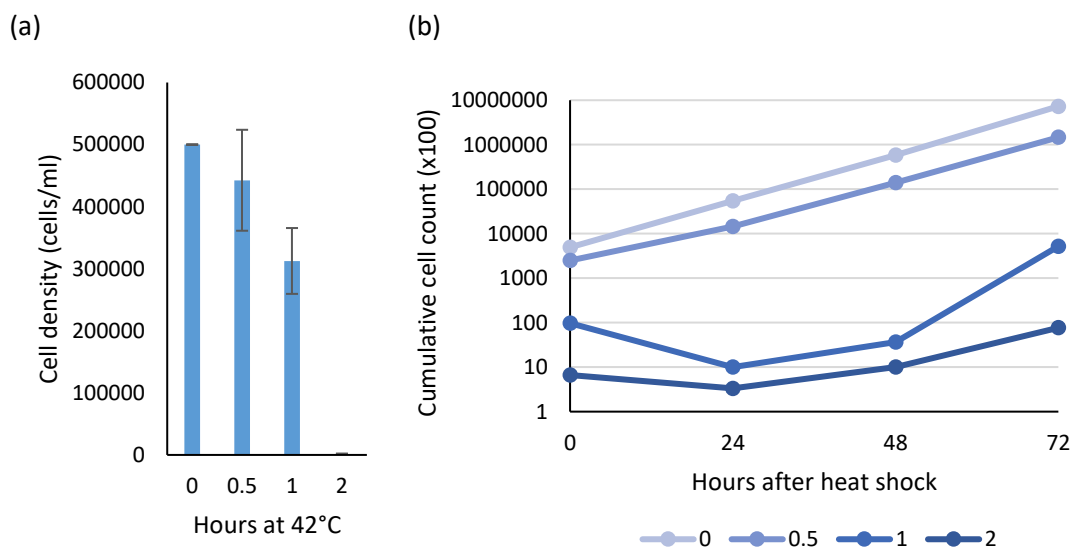 (a)
600000
500000
400000
300000
200000
100000
0
Cell density (cells/ml)
0 0.5 1 2
Hours at 42°C
(b)
10000000
1000000
100000
10000
1000
100
10
1
Cumulative cell count (x100)
0 24 48 72
Hours after heat shock
0 0.5 1 2